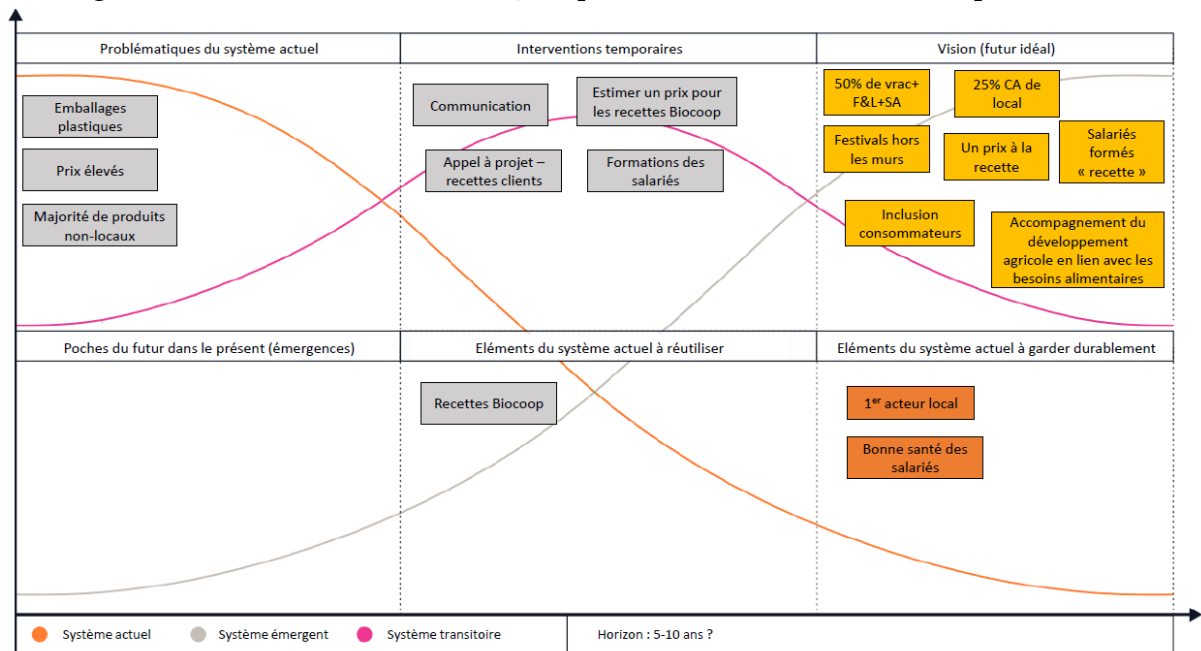 Problématiques du système actuel
Interventions temporaires
Vision (futur idéal)
Emballages
plastiques
Prix élevés
Majorité de produits
non-locaux
Communication
Estimer un prix pour
les recettes Biocoop
Appel à projet –
recettes clients
Formations des
salariés
50% de vrac+
F&L+SA
25% CA de
local
Festivals hors
les murs
Un prix à la
recette
Salariés
formés
« recette »
Inclusion
consommateurs
Accompagnement du
développement
agricole en lien avec les
besoins alimentaires
Poches du futur dans le présent (émergences)
Eléments du système actuel à réutiliser
Eléments du système actuel à garder durablement
Recettes Biocoop
1er acteur local
Bonne santé des
salariés
Système actuel
Système émergent
Système transitoire
Horizon : 5-10 ans ?